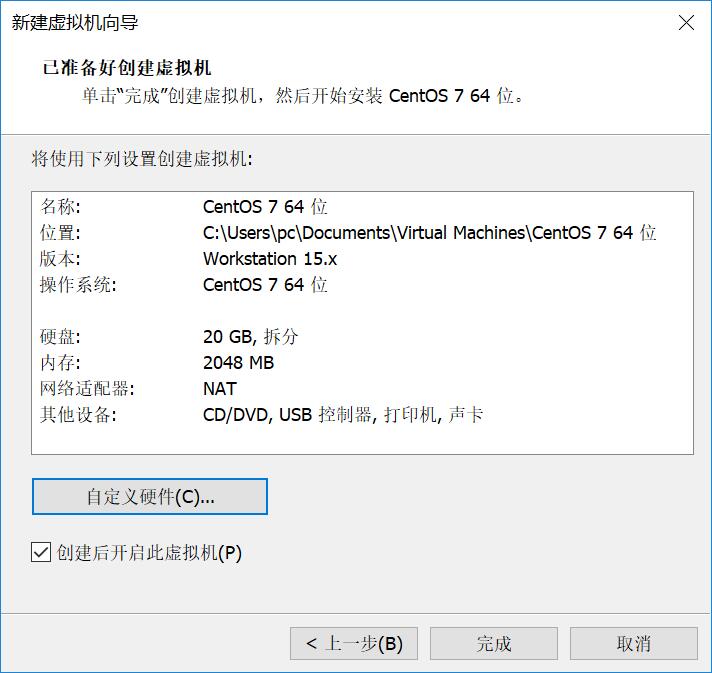 新建虚拟机向导
已准备好创建虚拟机
单击“完成”创建虚拟机，然后开始安装 CentOS 7 64 位。
将使用下列设置创建虚拟机:
名称: CentOS 7 64 位
位置: C:\Users\pc\Documents\Virtual Machines\CentOS 7 64 位
版本: Workstation 15.x
操作系统: CentOS 7 64 位
硬盘: 20 GB, 拆分
内存: 2048 MB
网络适配器: NAT
其他设备: CD/DVD, USB 控制器, 打印机, 声卡
自定义硬件(C)...
创建后开启此虚拟机(P)
< 上一步(B) 完成 取消